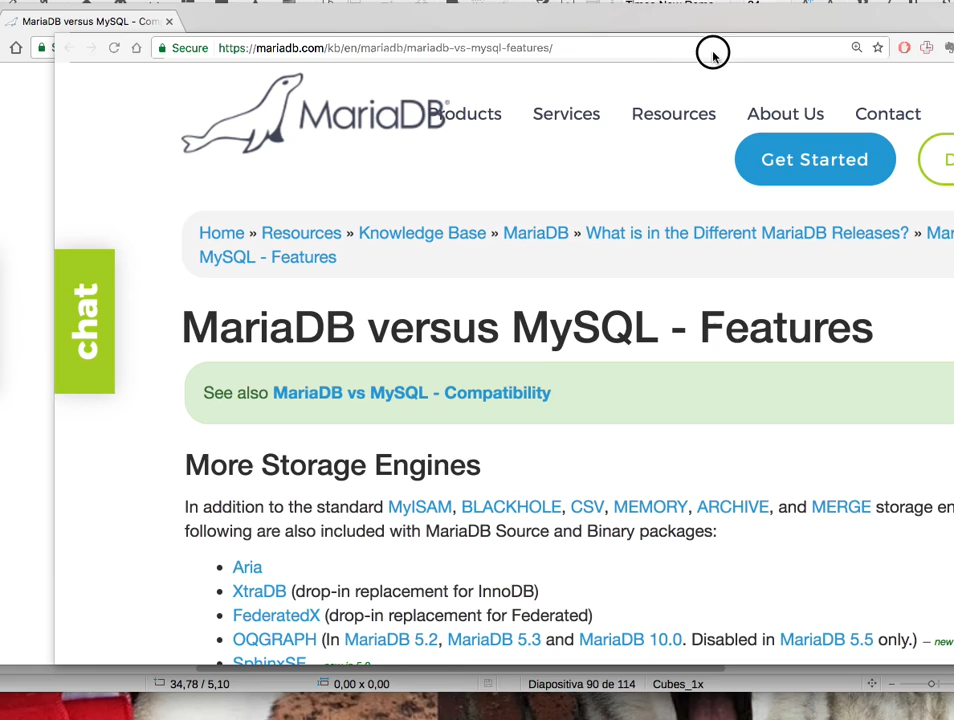 MariaDB versus MySQL - Com
Secure https://mariadb.com/kb/en/mariadb/mariadb-vs-mysql-features/
MariaDB Products Services Resources About Us Contact
Get Started
Home » Resources » Knowledge Base » MariaDB » What is in the Different MariaDB Releases? » Mar
MySQL - Features
chat
MariaDB versus MySQL - Features
See also MariaDB vs MySQL - Compatibility
More Storage Engines
In addition to the standard MyISAM, BLACKHOLE, CSV, MEMORY, ARCHIVE, and MERGE storage en
following are also included with MariaDB Source and Binary packages:
• Aria
• XtraDB (drop-in replacement for InnoDB)
• FederatedX (drop-in replacement for Federated)
• OQGRAPH (In MariaDB 5.2, MariaDB 5.3 and MariaDB 10.0. Disabled in MariaDB 5.5 only.) — new
• SphinxSE
34,78 / 5,10 0,00 x 0,00 Diapositiva 90 de 114 Cubes_1x